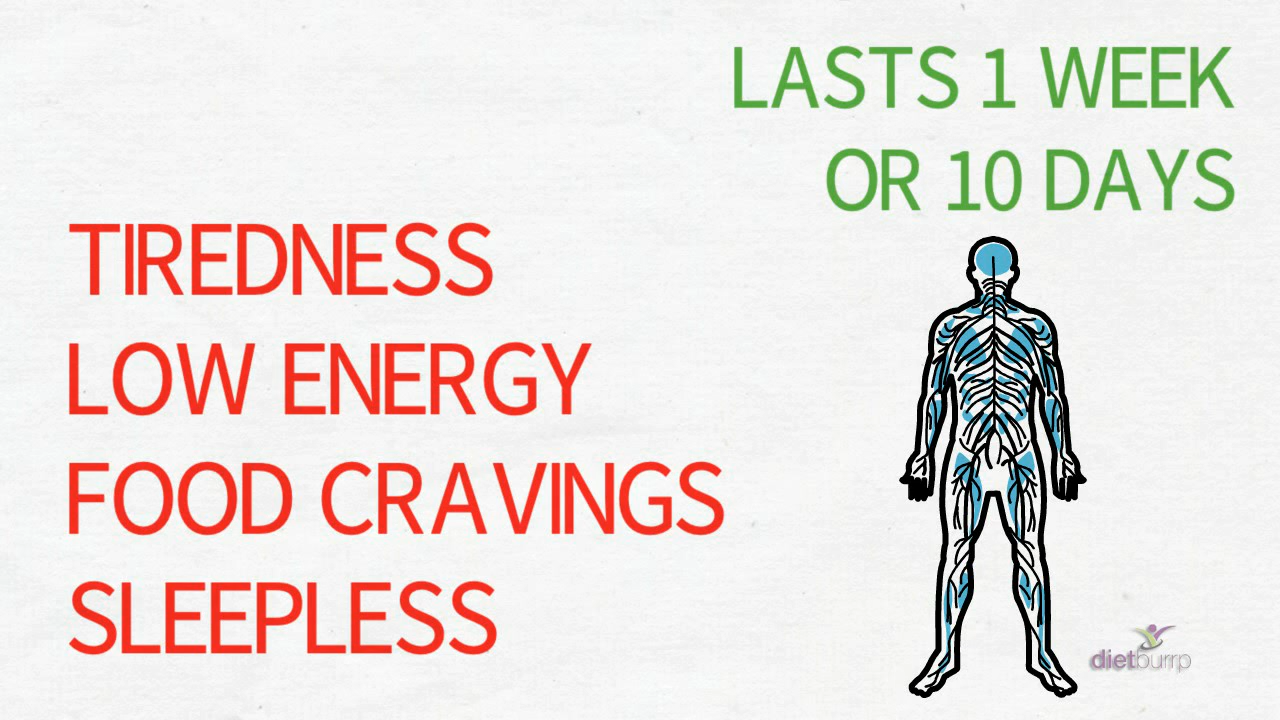 LASTS 1 WEEK
OR 10 DAYS
TIREDNESS
LOW ENERGY
FOOD CRAVINGS
SLEEPLESS
dietburrp